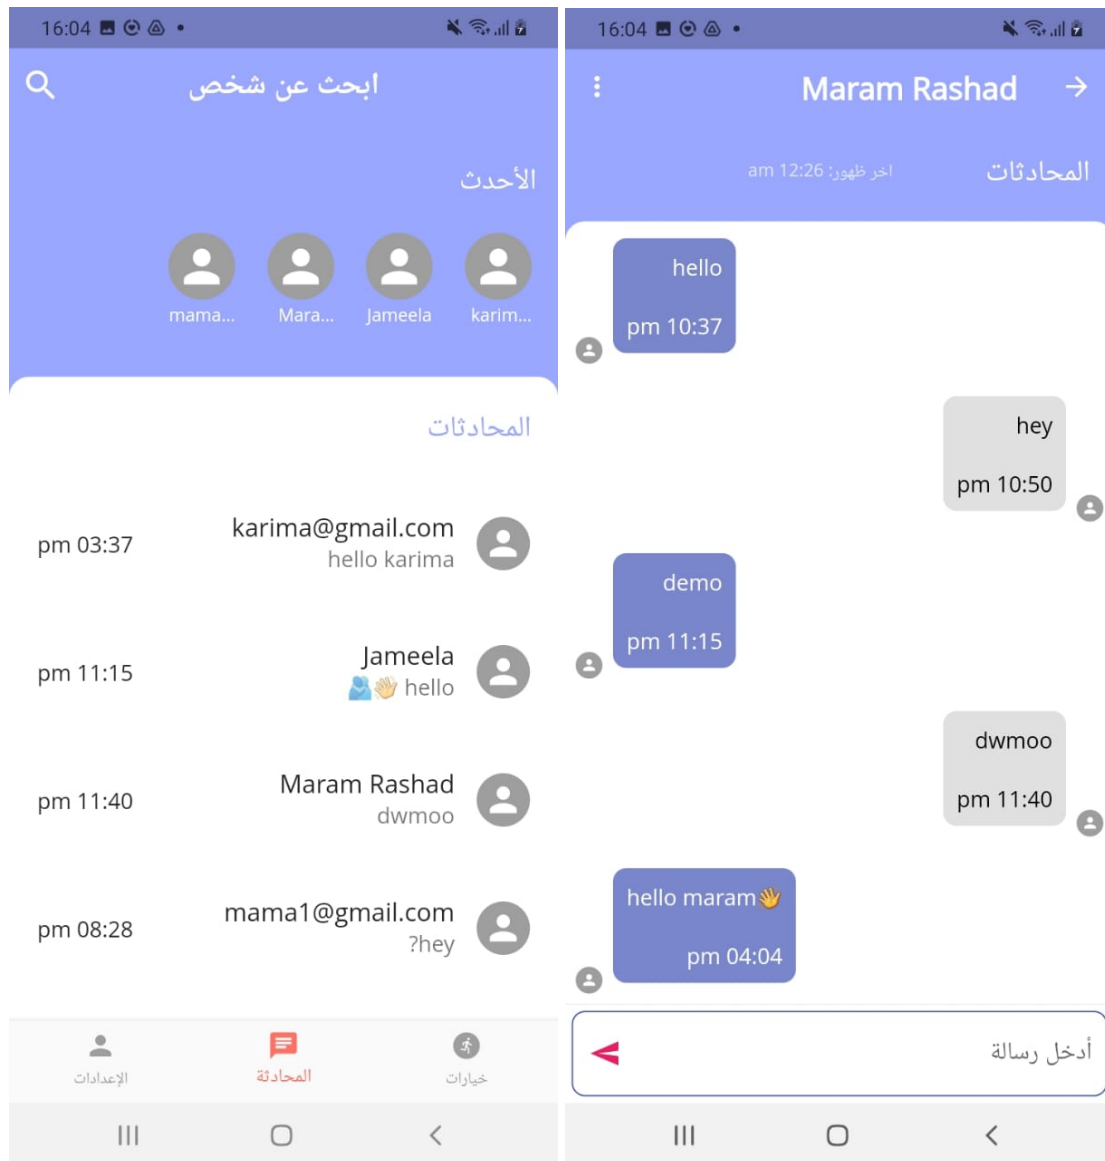 16:04
ابحث عن شخص
الأحدث
karim...
Jameela
Mara...
mama...
المحادثات
karima@gmail.com
pm 03:37
hello karima
Jameela
pm 11:15
hello 👋🫂
Maram Rashad
pm 11:40
dwmoo
mama1@gmail.com
pm 08:28
?hey
خيارات
المحادثة
الإعدادات
16:04
Maram Rashad
المحادثات
اخر ظهور: 12:26 am
hello
pm 10:37
hey
pm 10:50
demo
pm 11:15
dwmoo
pm 11:40
hello maram👋
pm 04:04
أدخل رسالة